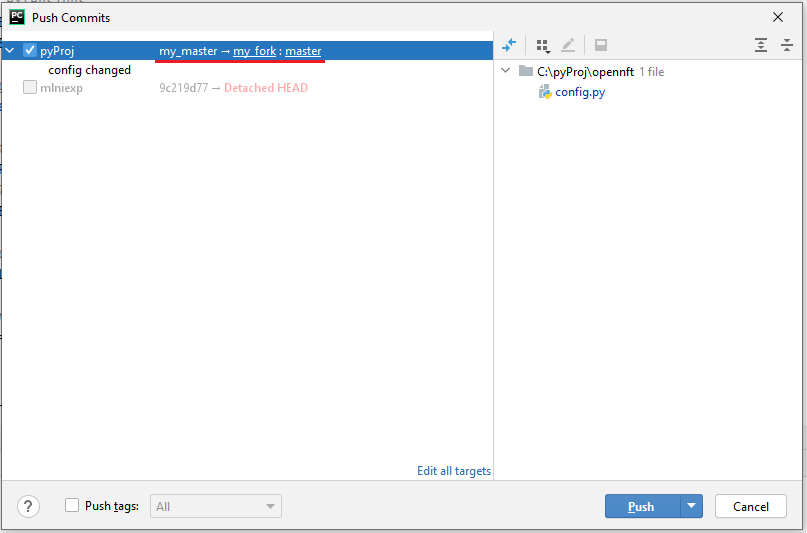 PC Push Commits
pyProj my_master → my_fork : master
config changed
mlniexp 9c219d77 → Detached HEAD
C:\pyProj\opennft 1 file
config.py
Edit all targets
? Push tags: All Push Cancel